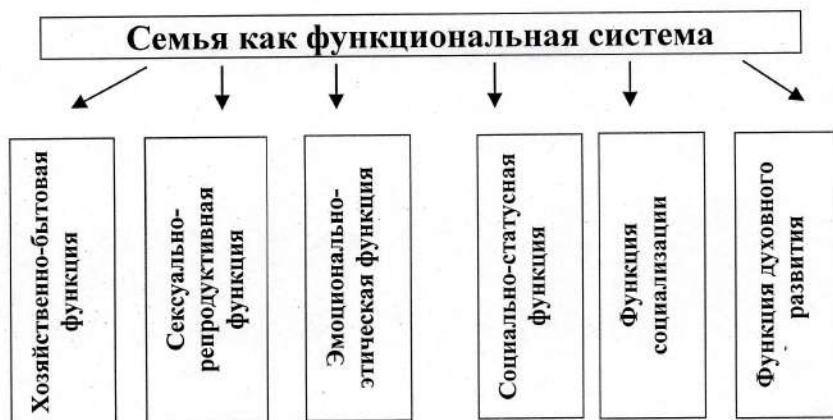 Семья как функциональная система
Хозяйственно-бытовая
функция
Сексуально-
репродуктивная
функция
Эмоционально-
этическая функция
Социально-статусная
функция
Функция
социализации
Функция духовного
развития